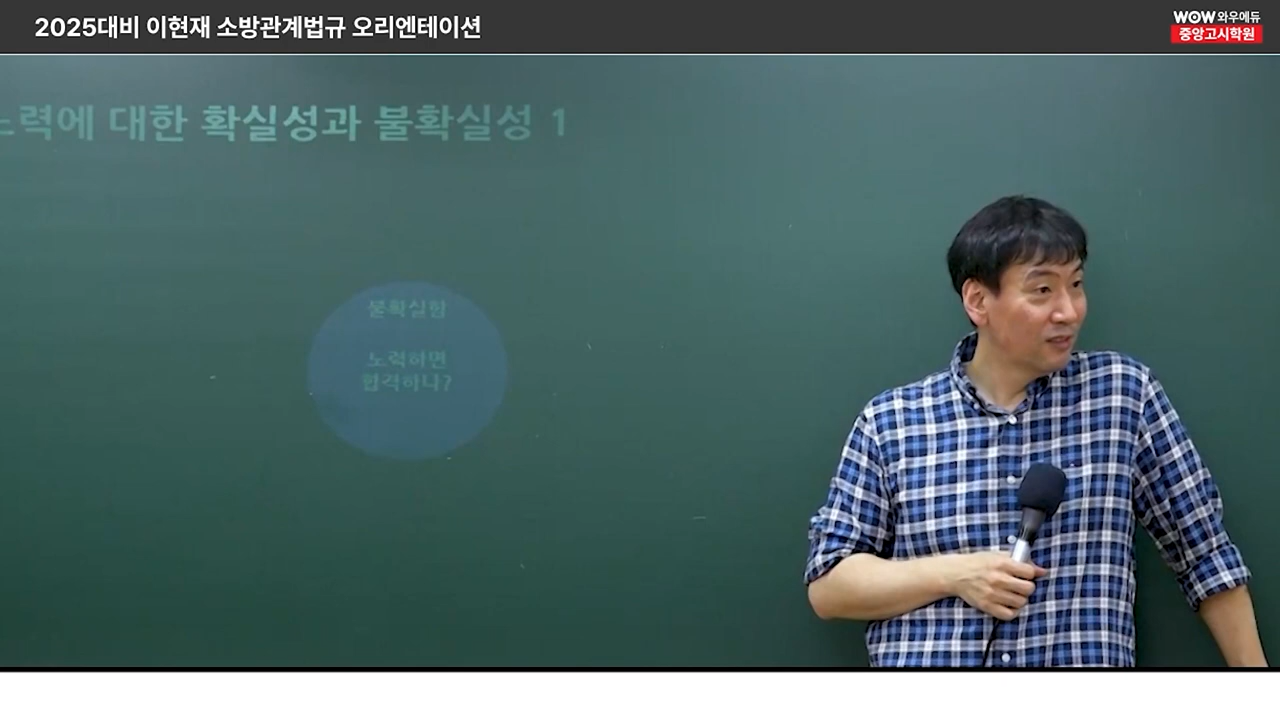 2025대비 이현재 소방관계법규 오리엔테이션
WOW 와우에듀
중앙고시학원
노력에 대한 확실성과 불확실성 1
불확실함
노력하면
합격하나?